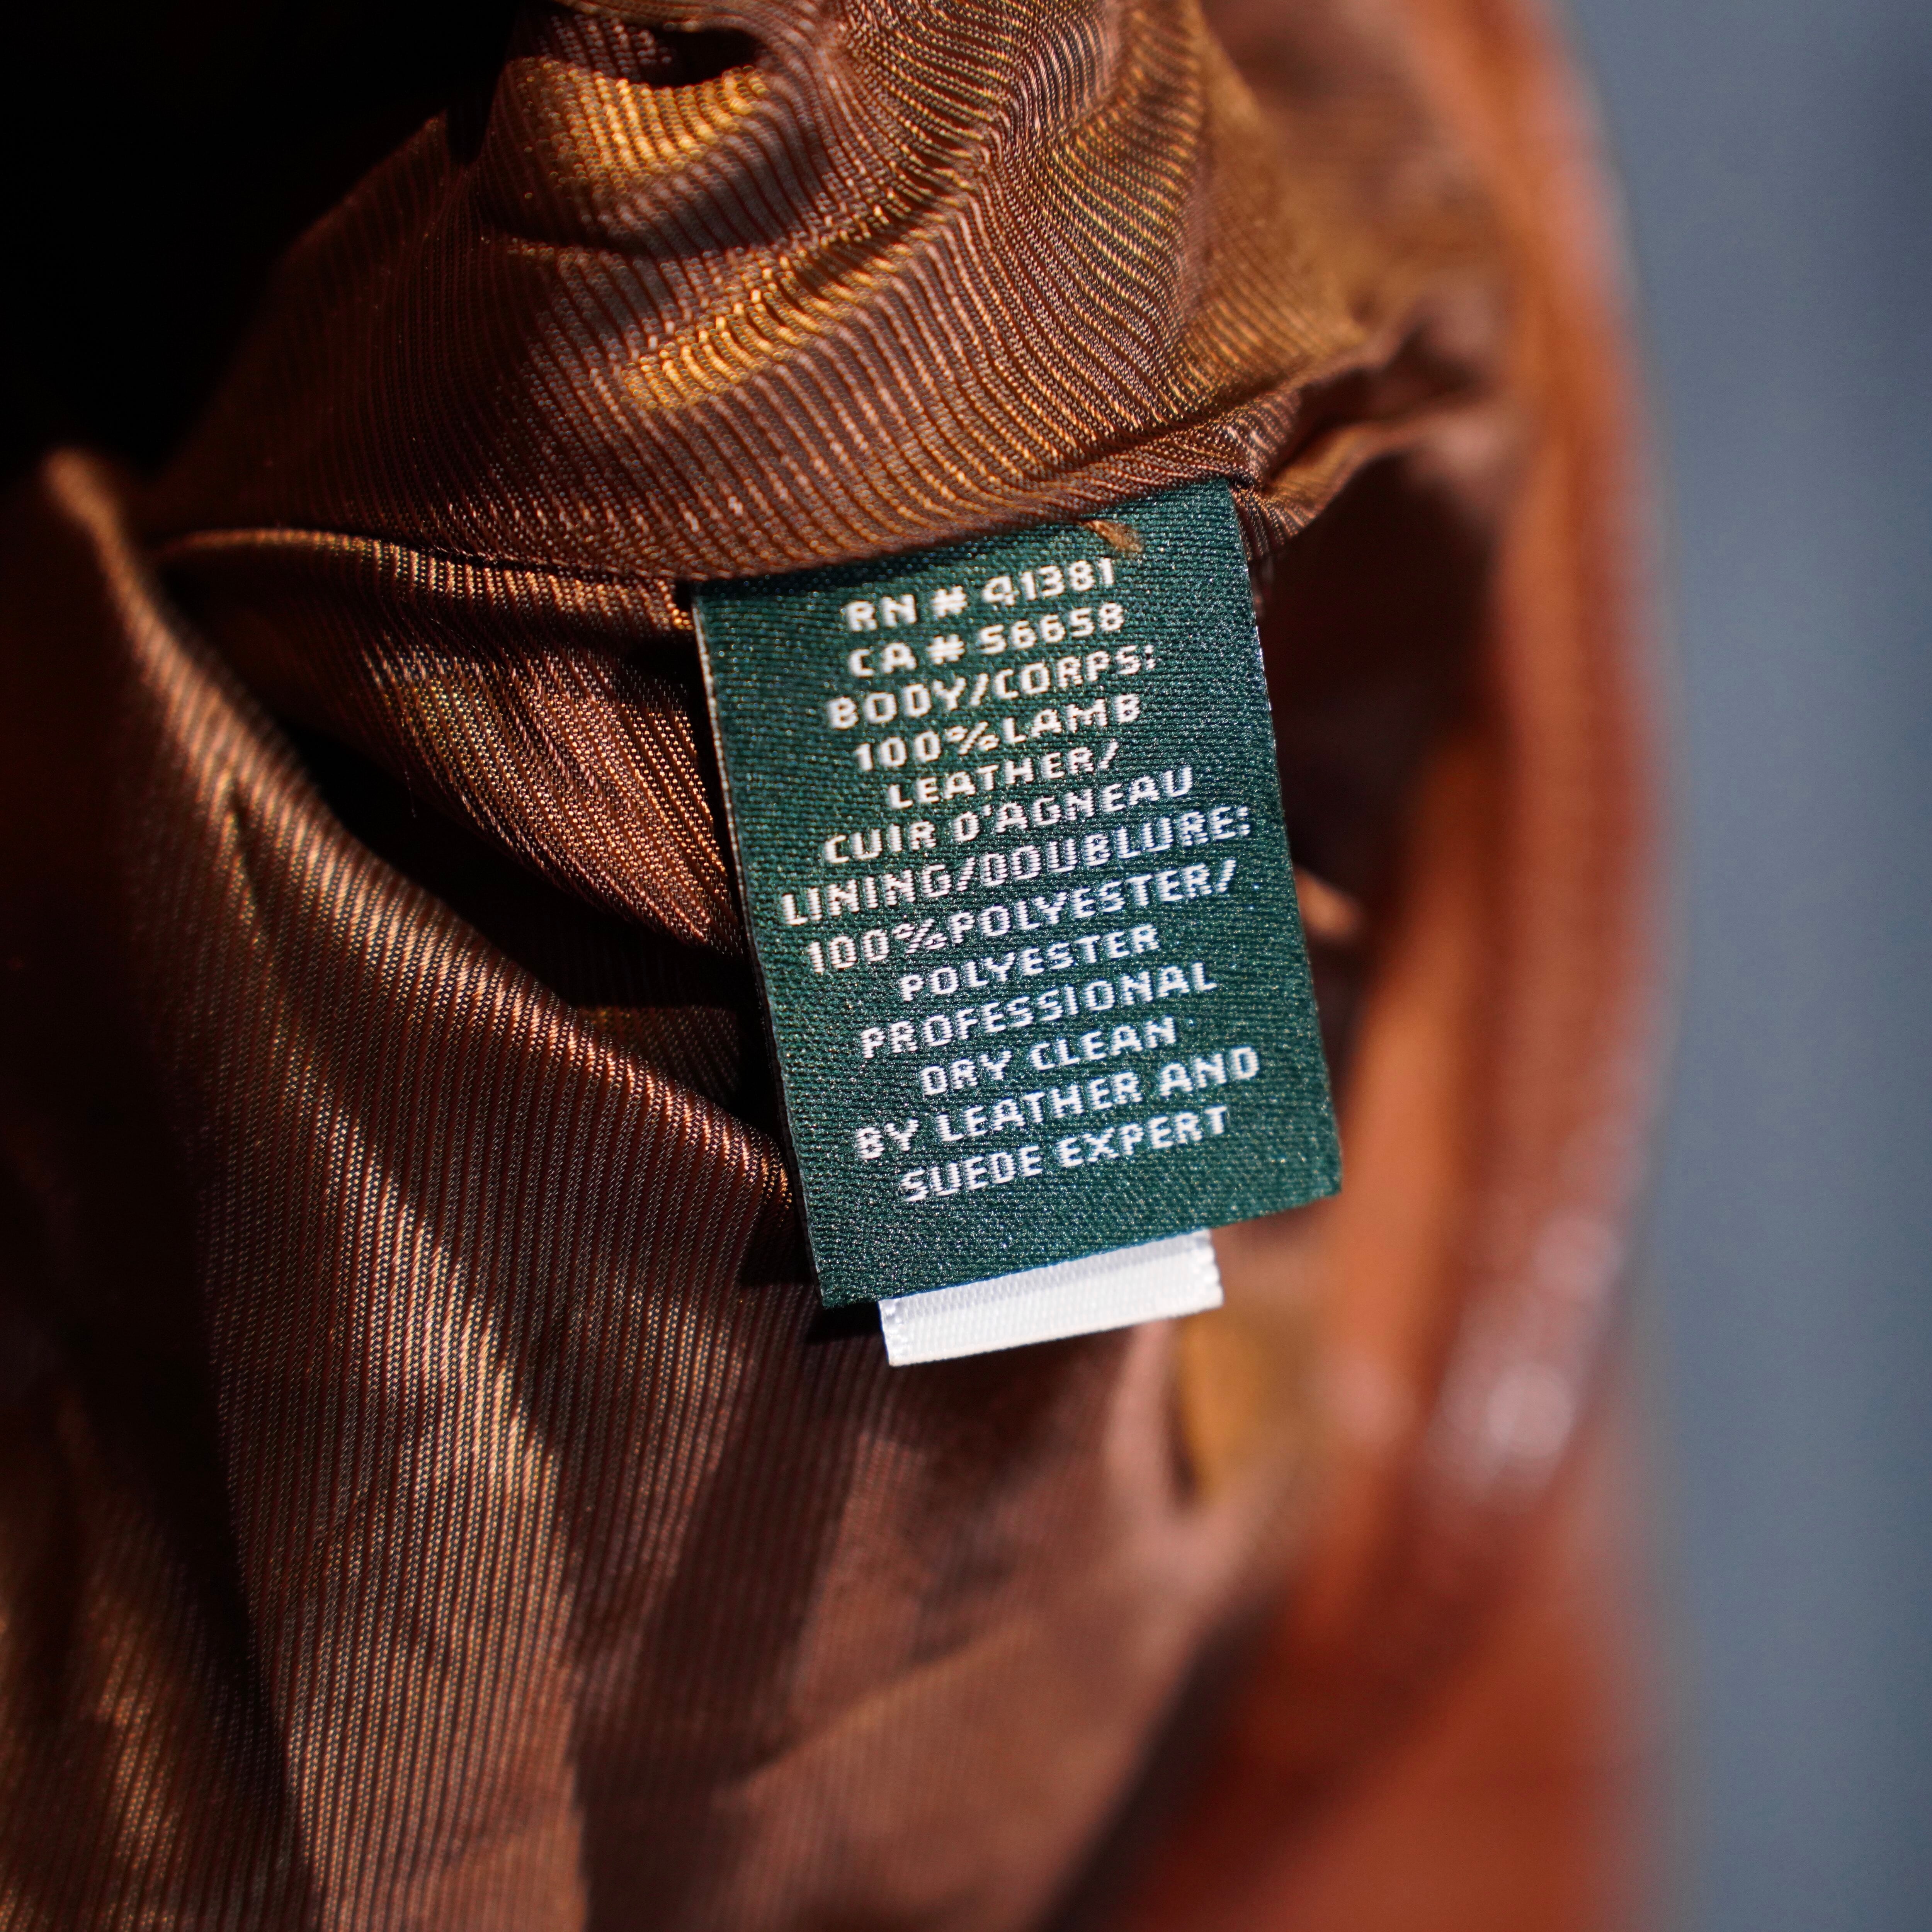 RN # 41381
CA # 56658
BODY/CORPS:
100%LAMB
LEATHER/
CUIR D'AGNEAU
LINING/DOUBLURE:
100%POLYESTER/
POLYESTER
PROFESSIONAL
DRY CLEAN
BY LEATHER AND
SUEDE EXPERT